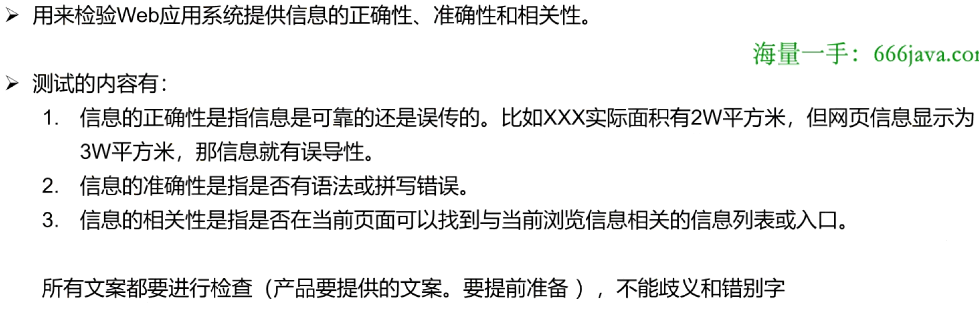 ➢ 用来检验Web应用系统提供信息的正确性、准确性和相关性。
海量一手：666java.com
➢ 测试的内容有：
1. 信息的正确性是指信息是可靠的还是误传的。比如XXX实际面积有2W平方米，但网页信息显示为
3W平方米，那信息就有误导性。
2. 信息的准确性是指是否有语法或拼写错误。
3. 信息的相关性是指是否在当前页面可以找到与当前浏览信息相关的信息列表或入口。
所有文案都要进行检查（产品要提供的文案。要提前准备 ），不能歧义和错别字